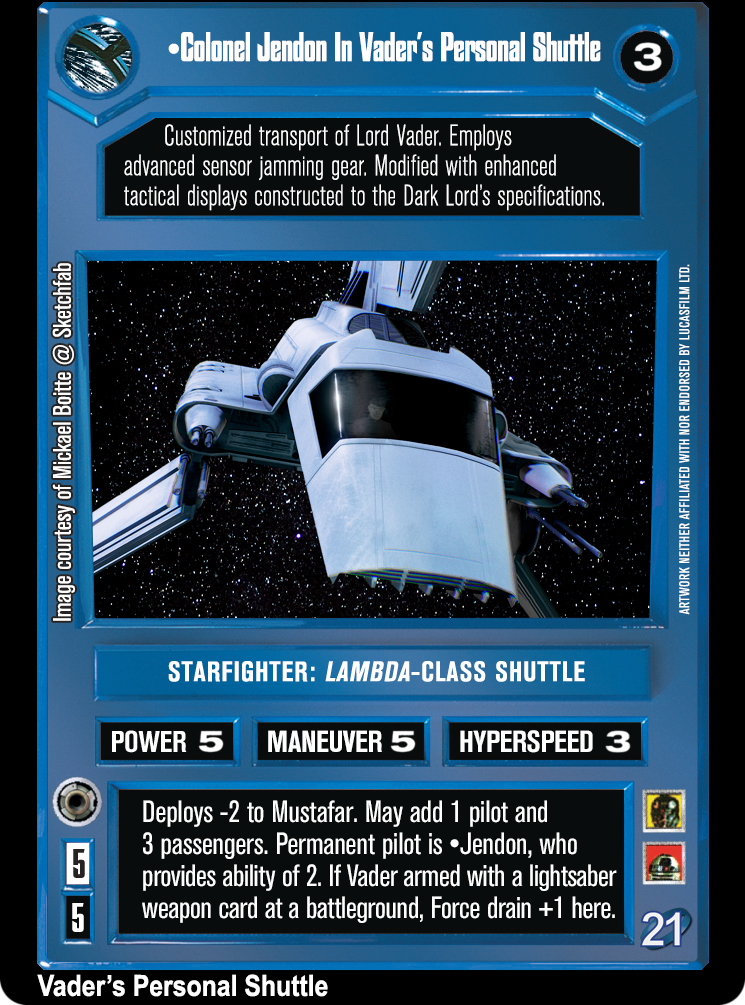 •Colonel Jendon In Vader's Personal Shuttle
3
Customized transport of Lord Vader. Employs
advanced sensor jamming gear. Modified with enhanced
tactical displays constructed to the Dark Lord's specifications.
Image courtesy of Mickael Boitte @ Sketchfab
ARTWORK NEITHER AFFILIATED WITH NOR ENDORSED BY LUCASFILM LTD.
STARFIGHTER: LAMBDA-CLASS SHUTTLE
POWER 5
MANEUVER 5
HYPERSPEED 3
Deploys -2 to Mustafar. May add 1 pilot and
3 passengers. Permanent pilot is •Jendon, who
provides ability of 2. If Vader armed with a lightsaber
weapon card at a battleground, Force drain +1 here.
5
5
21
Vader's Personal Shuttle